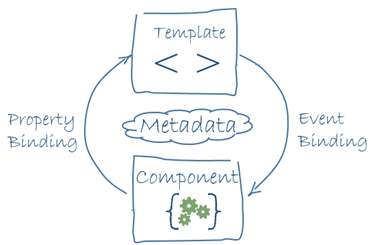 Template
< >
Property
Binding
Metadata
Event
Binding
Component
{ }